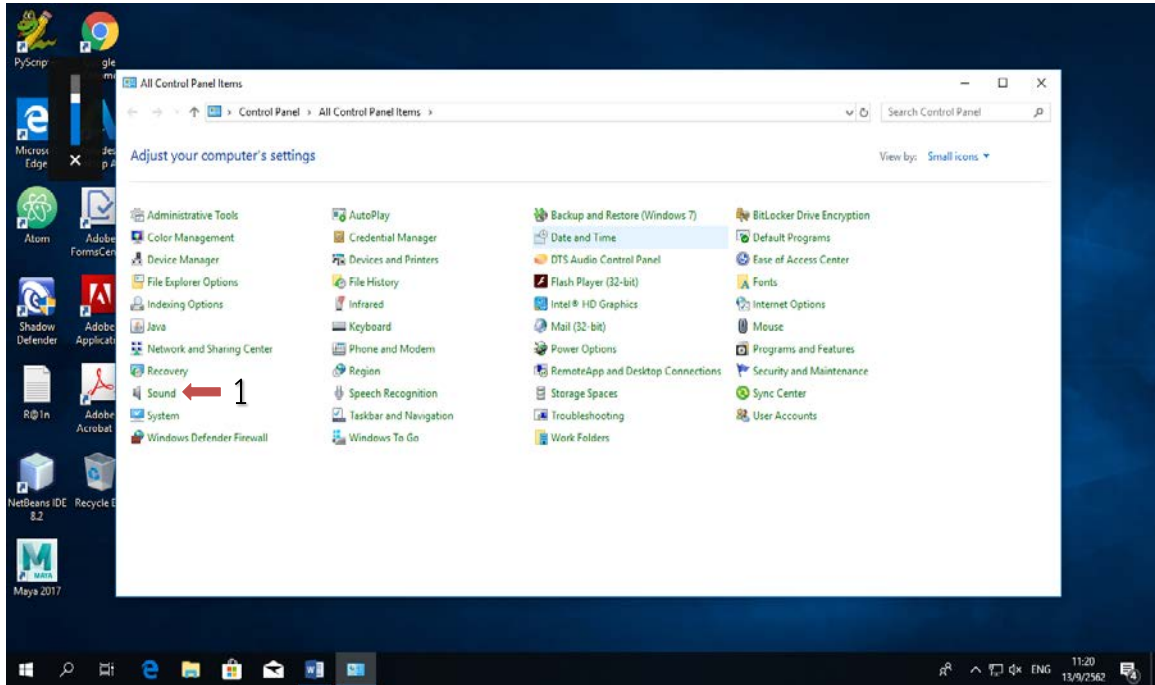 PyScrip
gle
me
Microso
Edge
des
p A
Atom
Adobe
FormsCen
Shadow
Defender
Adobe
Applicati
R@1n
Adobe
Acrobat
NetBeans IDE
8.2
Recycle B
MAYA
Maya 2017
All Control Panel Items
Control Panel › All Control Panel Items ›
Search Control Panel
Adjust your computer's settings
View by: Small icons
Administrative Tools
AutoPlay
Backup and Restore (Windows 7)
BitLocker Drive Encryption
Color Management
Credential Manager
Date and Time
Default Programs
Device Manager
Devices and Printers
DTS Audio Control Panel
Ease of Access Center
File Explorer Options
File History
Flash Player (32-bit)
Fonts
Indexing Options
Infrared
Intel® HD Graphics
Internet Options
Java
Keyboard
Mail (32-bit)
Mouse
Network and Sharing Center
Phone and Modem
Power Options
Programs and Features
Recovery
Region
RemoteApp and Desktop Connections
Security and Maintenance
Sound
1
Speech Recognition
Storage Spaces
Sync Center
System
Taskbar and Navigation
Troubleshooting
User Accounts
Windows Defender Firewall
Windows To Go
Work Folders
ENG
11:20
13/9/2562
4